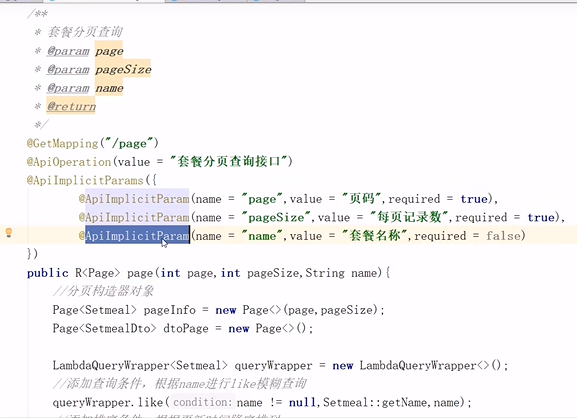 /**
* 套餐分页查询
* @param page
* @param pageSize
* @param name
* @return
*/
@GetMapping("/page")
@ApiOperation(value = "套餐分页查询接口")
@ApiImplicitParams({
@ApiImplicitParam(name = "page",value = "页码",required = true),
@ApiImplicitParam(name = "pageSize",value = "每页记录数",required = true),
@ApiImplicitParam(name = "name",value = "套餐名称",required = false)
})
public R<Page> page(int page,int pageSize,String name){
//分页构造器对象
Page<Setmeal> pageInfo = new Page<>(page,pageSize);
Page<SetmealDto> dtoPage = new Page<>();
LambdaQueryWrapper<Setmeal> queryWrapper = new LambdaQueryWrapper<>();
//添加查询条件，根据name进行like模糊查询
queryWrapper.like(condition: name != null,Setmeal::getName,name);